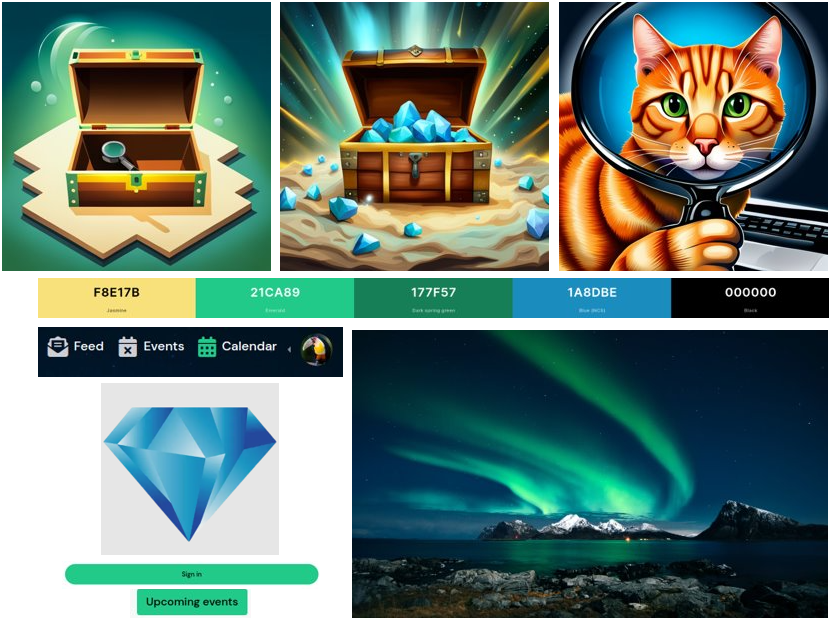 F8E17B
Jasmine
21CA89
Emerald
177F57
Dark spring green
1A8DBE
Blue (NCS)
000000
Black
Feed
Events
Calendar
Sign in
Upcoming events